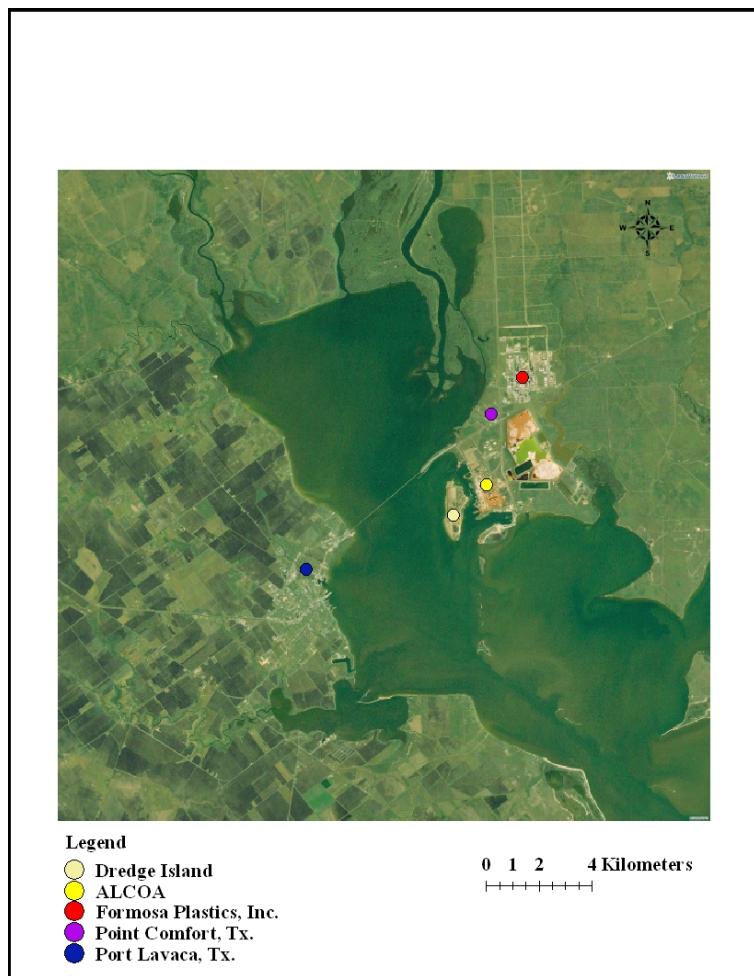 N
W E
S
Legend
Dredge Island
ALCOA
Formosa Plastics, Inc.
Point Comfort, Tx.
Port Lavaca, Tx.
0 1 2 4 Kilometers